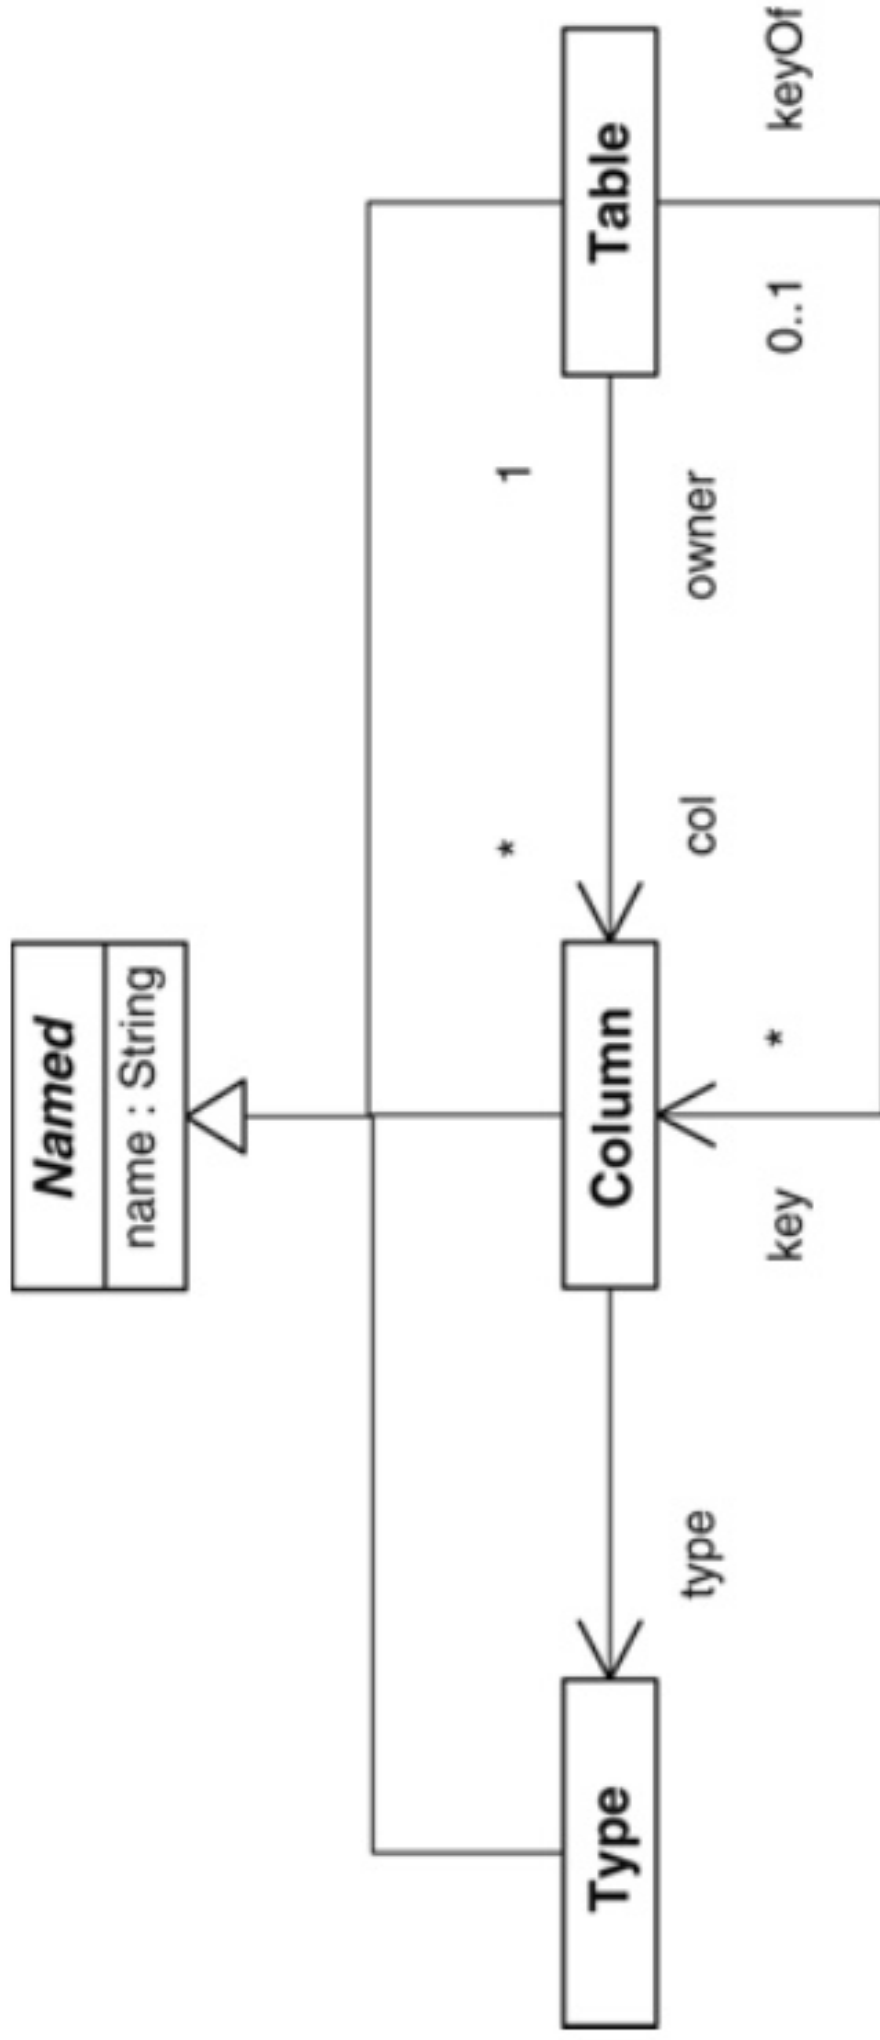 Named
name : String
*
1
Type
Column
Table
type
col
owner
key
*
0..1
keyOf